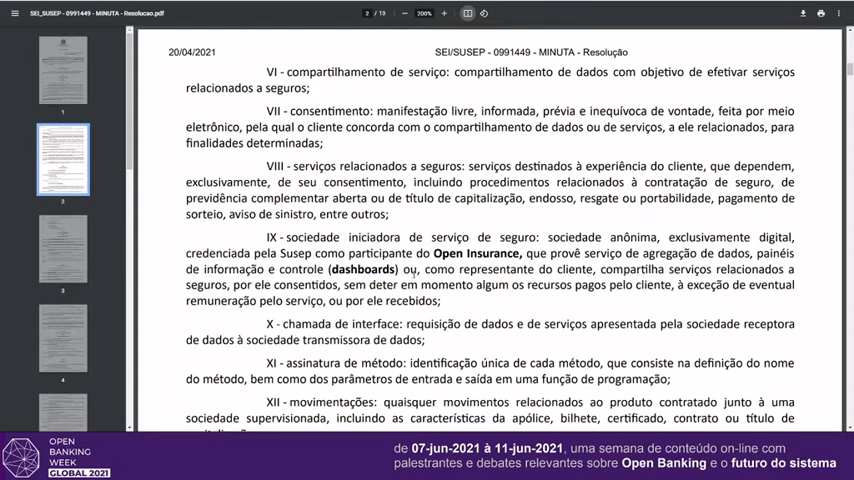 SEI_SUSEP - 0991449 - MINUTA - Resolucao.pdf
2 / 13
200%
20/04/2021
SEI/SUSEP - 0991449 - MINUTA - Resolução
VI - compartilhamento de serviço: compartilhamento de dados com objetivo de efetivar serviços
relacionados a seguros;
VII - consentimento: manifestação livre, informada, prévia e inequívoca de vontade, feita por meio
eletrônico, pela qual o cliente concorda com o compartilhamento de dados ou de serviços, a ele relacionados, para
finalidades determinadas;
VIII - serviços relacionados a seguros: serviços destinados à experiência do cliente, que dependem,
exclusivamente, de seu consentimento, incluindo procedimentos relacionados à contratação de seguro, de
previdência complementar aberta ou de título de capitalização, endosso, resgate ou portabilidade, pagamento de
sorteio, aviso de sinistro, entre outros;
IX - sociedade iniciadora de serviço de seguro: sociedade anônima, exclusivamente digital,
credenciada pela Susep como participante do Open Insurance, que provê serviço de agregação de dados, painéis
de informação e controle (dashboards) ou, como representante do cliente, compartilha serviços relacionados a
seguros, por ele consentidos, sem deter em momento algum os recursos pagos pelo cliente, à exceção de eventual
remuneração pelo serviço, ou por ele recebidos;
X - chamada de interface: requisição de dados e de serviços apresentada pela sociedade receptora
de dados à sociedade transmissora de dados;
XI - assinatura de método: identificação única de cada método, que consiste na definição do nome
do método, bem como dos parâmetros de entrada e saída em uma função de programação;
XII - movimentações: quaisquer movimentos relacionados ao produto contratado junto à uma
sociedade supervisionada, incluindo as características da apólice, bilhete, certificado, contrato ou título de
1
2
3
4
OPEN
BANKING
WEEK
GLOBAL 2021
de 07-jun-2021 à 11-jun-2021, uma semana de conteúdo on-line com
palestrantes e debates relevantes sobre Open Banking e o futuro do sistema